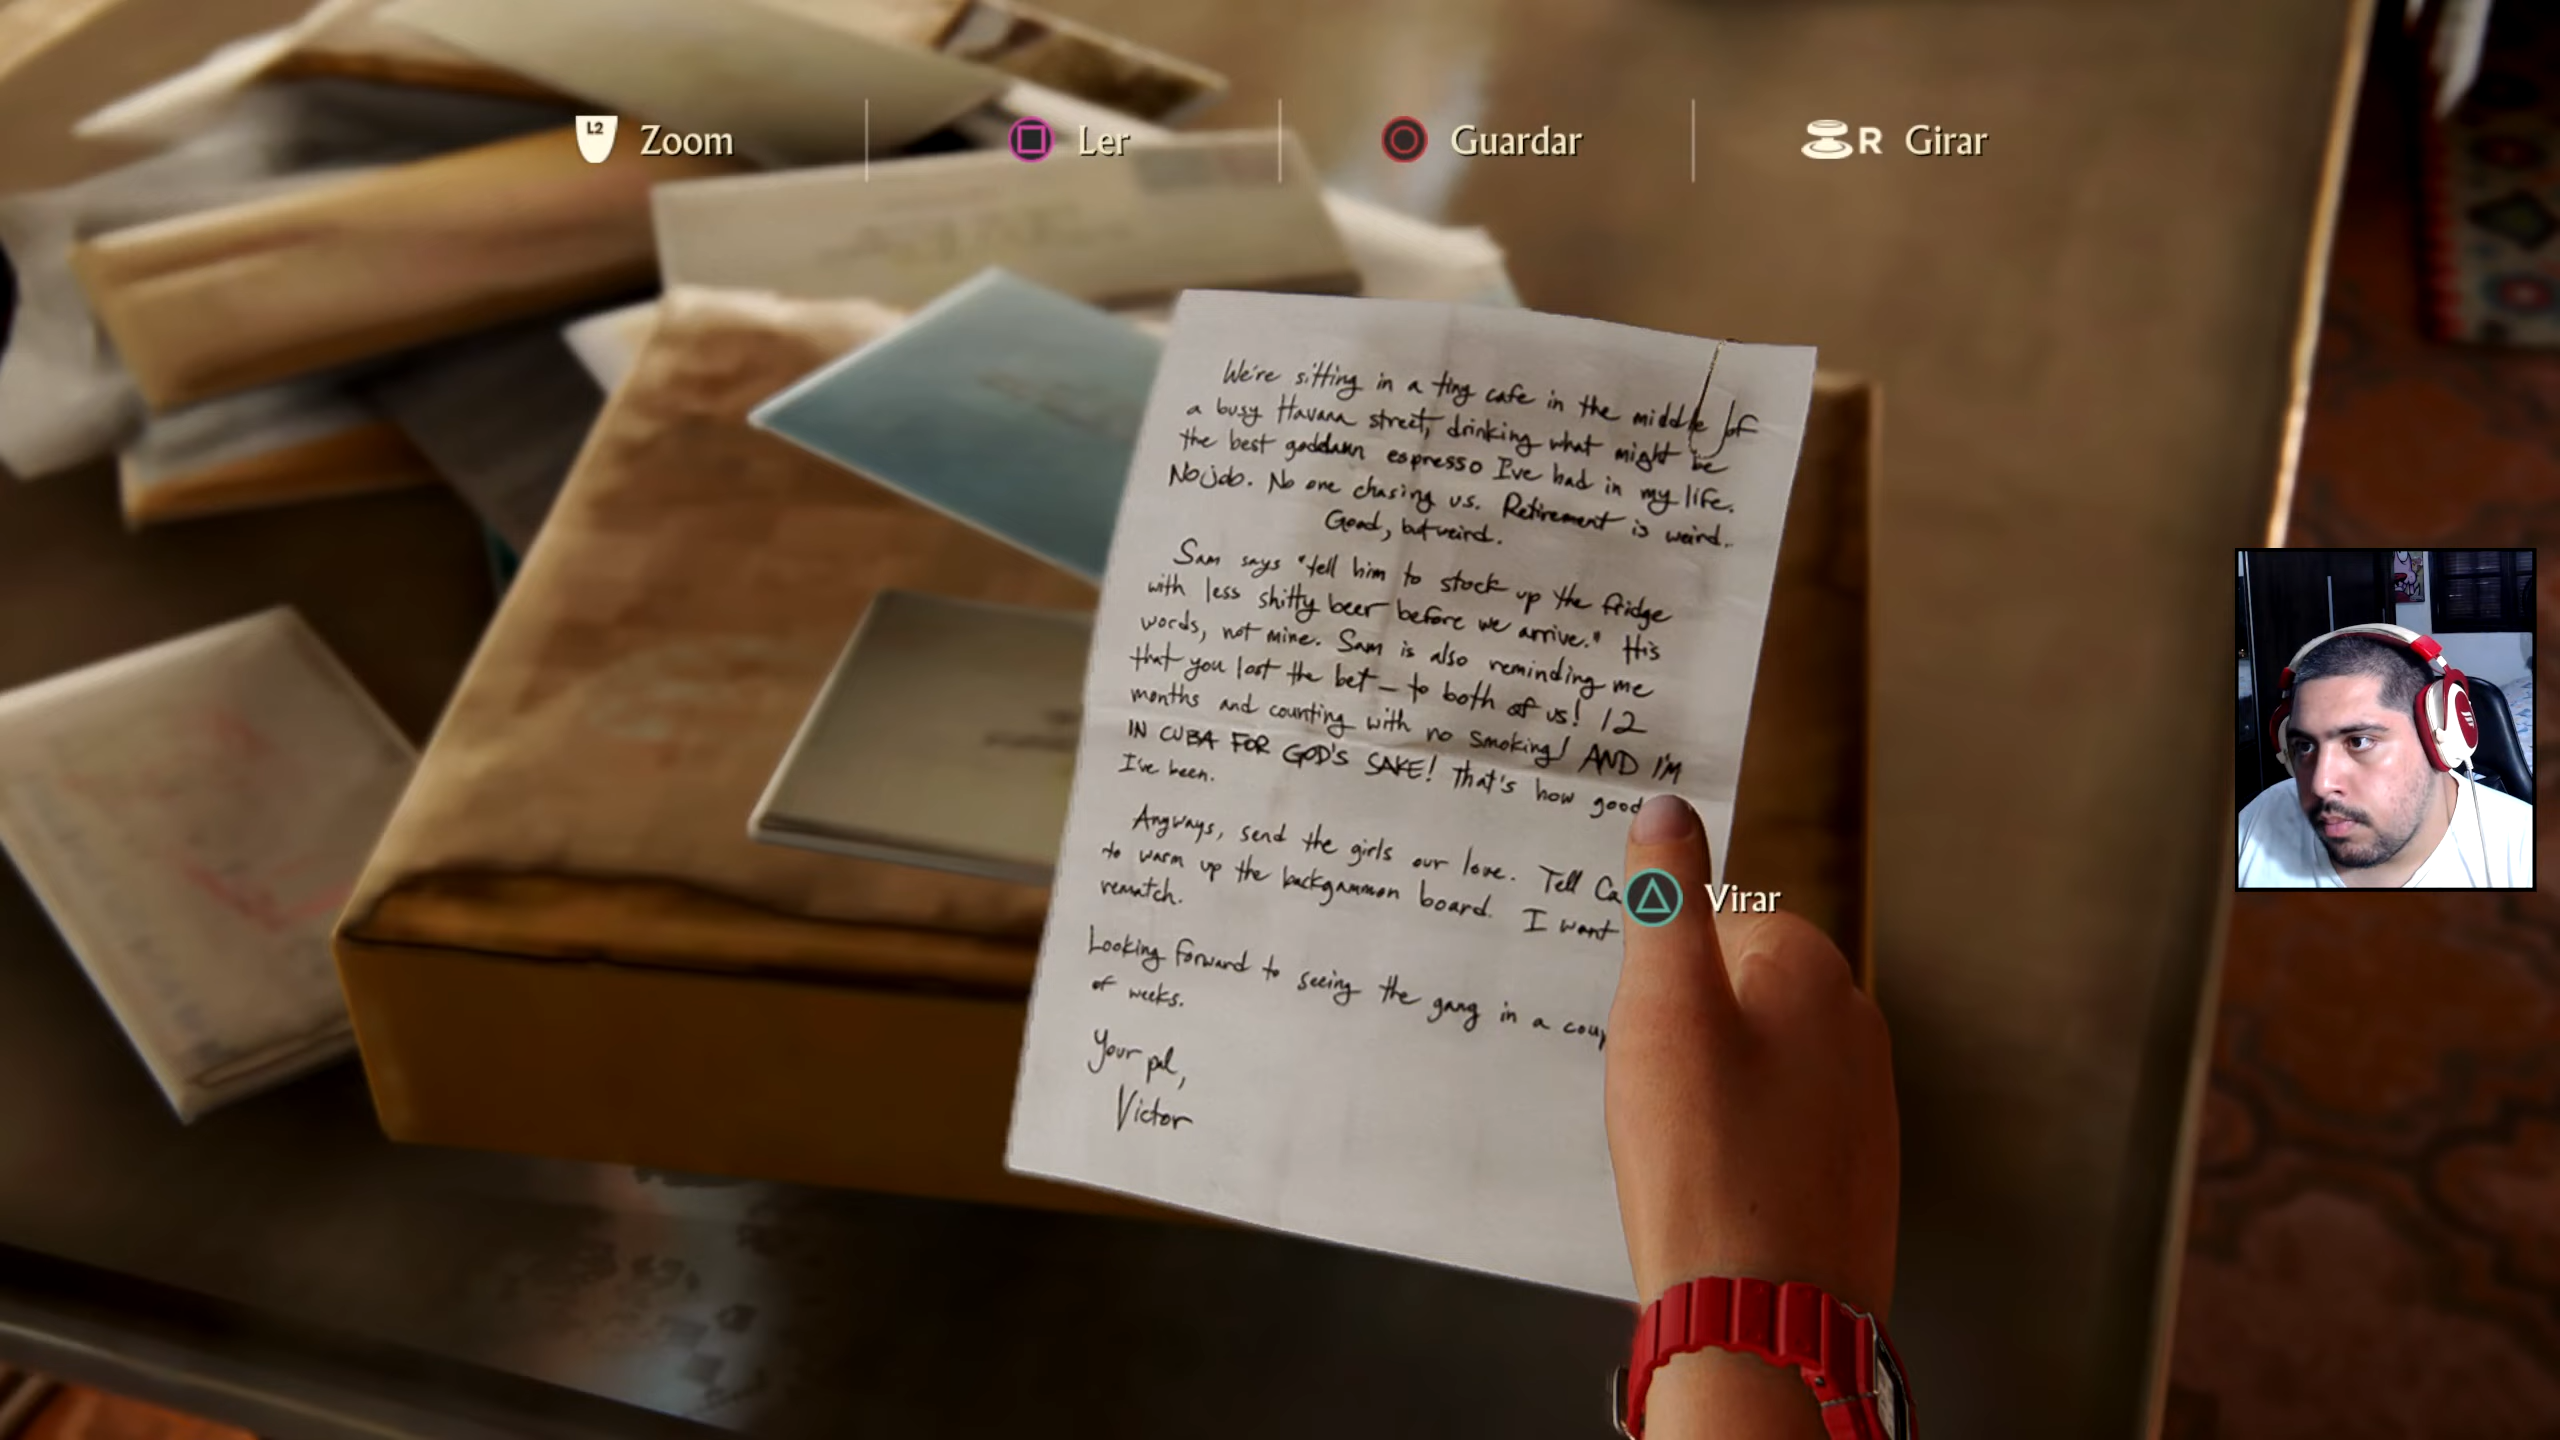 L2 Zoom
Ler
Guardar
R Girar
We're sitting in a tiny cafe in the middle of
a busy Havana street, drinking what might be
the best goddamn espresso I've had in my life.
No job. No one chasing us. Retirement is weird.
Good, but weird.
Sam says "tell him to stock up the fridge
with less shitty beer before we arrive." His
words, not mine. Sam is also reminding me
that you lost the bet - to both of us! 12
months and counting with no smoking! AND I'M
IN CUBA FOR GOD'S SAKE! That's how good
I've been.
Anyways, send the girls our love. Tell Ca
to warm up the backgammon board. I want
rematch.
Looking forward to seeing the gang in a coup
of weeks.
Your pal,
Victor
Virar